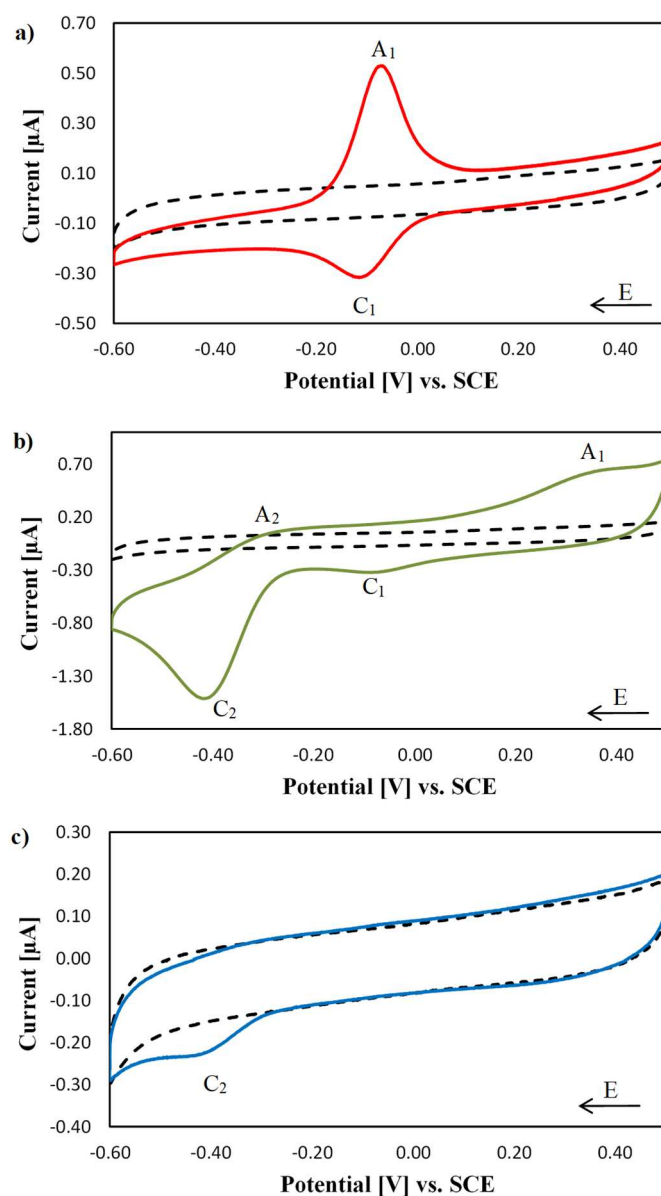 a)
0.70
0.50
0.30
0.10
-0.10
-0.30
-0.50
Current [µA]
A1
C1
E
-0.60 -0.40 -0.20 0.00 0.20 0.40
Potential [V] vs. SCE
b)
0.70
0.20
-0.30
-0.80
-1.30
-1.80
Current [µA]
A1
A2
C1
C2
E
-0.60 -0.40 -0.20 0.00 0.20 0.40
Potential [V] vs. SCE
c)
0.30
0.20
0.10
0.00
-0.10
-0.20
-0.30
-0.40
Current [µA]
C2
E
-0.60 -0.40 -0.20 0.00 0.20 0.40
Potential [V] vs. SCE